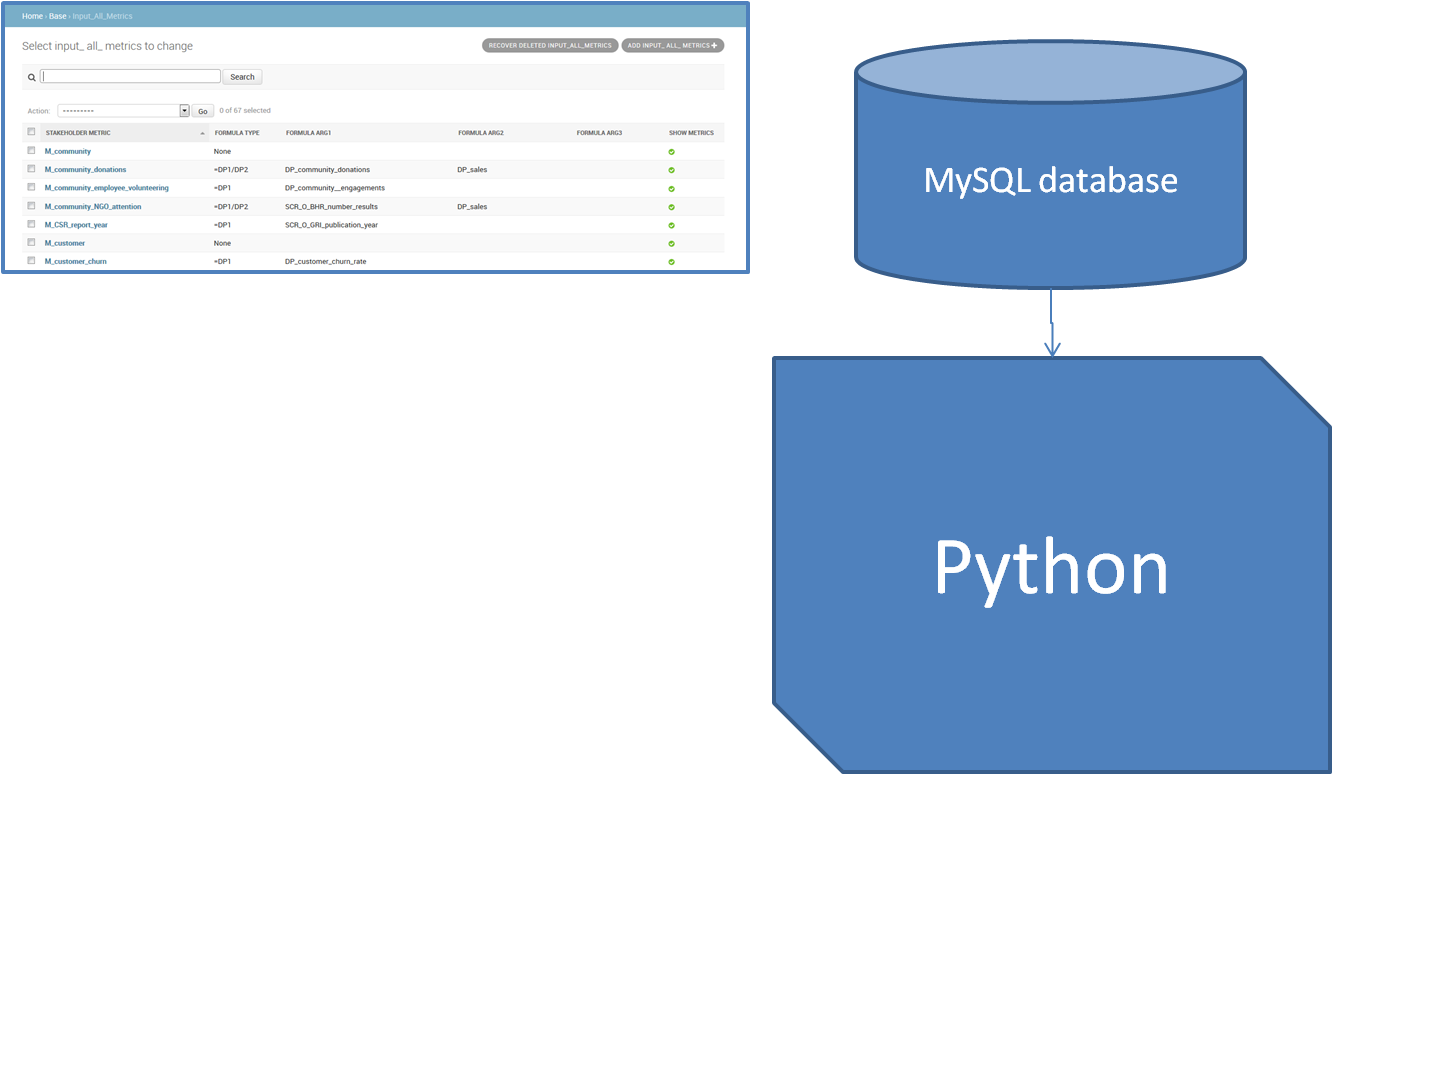 Home › Base › Input_All_Metrics
Select input_ all_ metrics to change
RECOVER DELETED INPUT_ALL_METRICS ADD INPUT_ ALL_ METRICS +
Search
Action: --------- Go 0 of 67 selected
STAKEHOLDER METRIC FORMULA TYPE FORMULA ARG1 FORMULA ARG2 FORMULA ARG3 SHOW METRICS
M_community None
M_community_donations =DP1/DP2 DP_community_donations DP_sales
M_community_employee_volunteering =DP1 DP_community__engagements
M_community_NGO_attention =DP1/DP2 SCR_O_BHR_number_results DP_sales
M_CSR_report_year =DP1 SCR_O_GRI_publication_year
M_customer None
M_customer_churn =DP1 DP_customer_churn_rate
MySQL database
Python